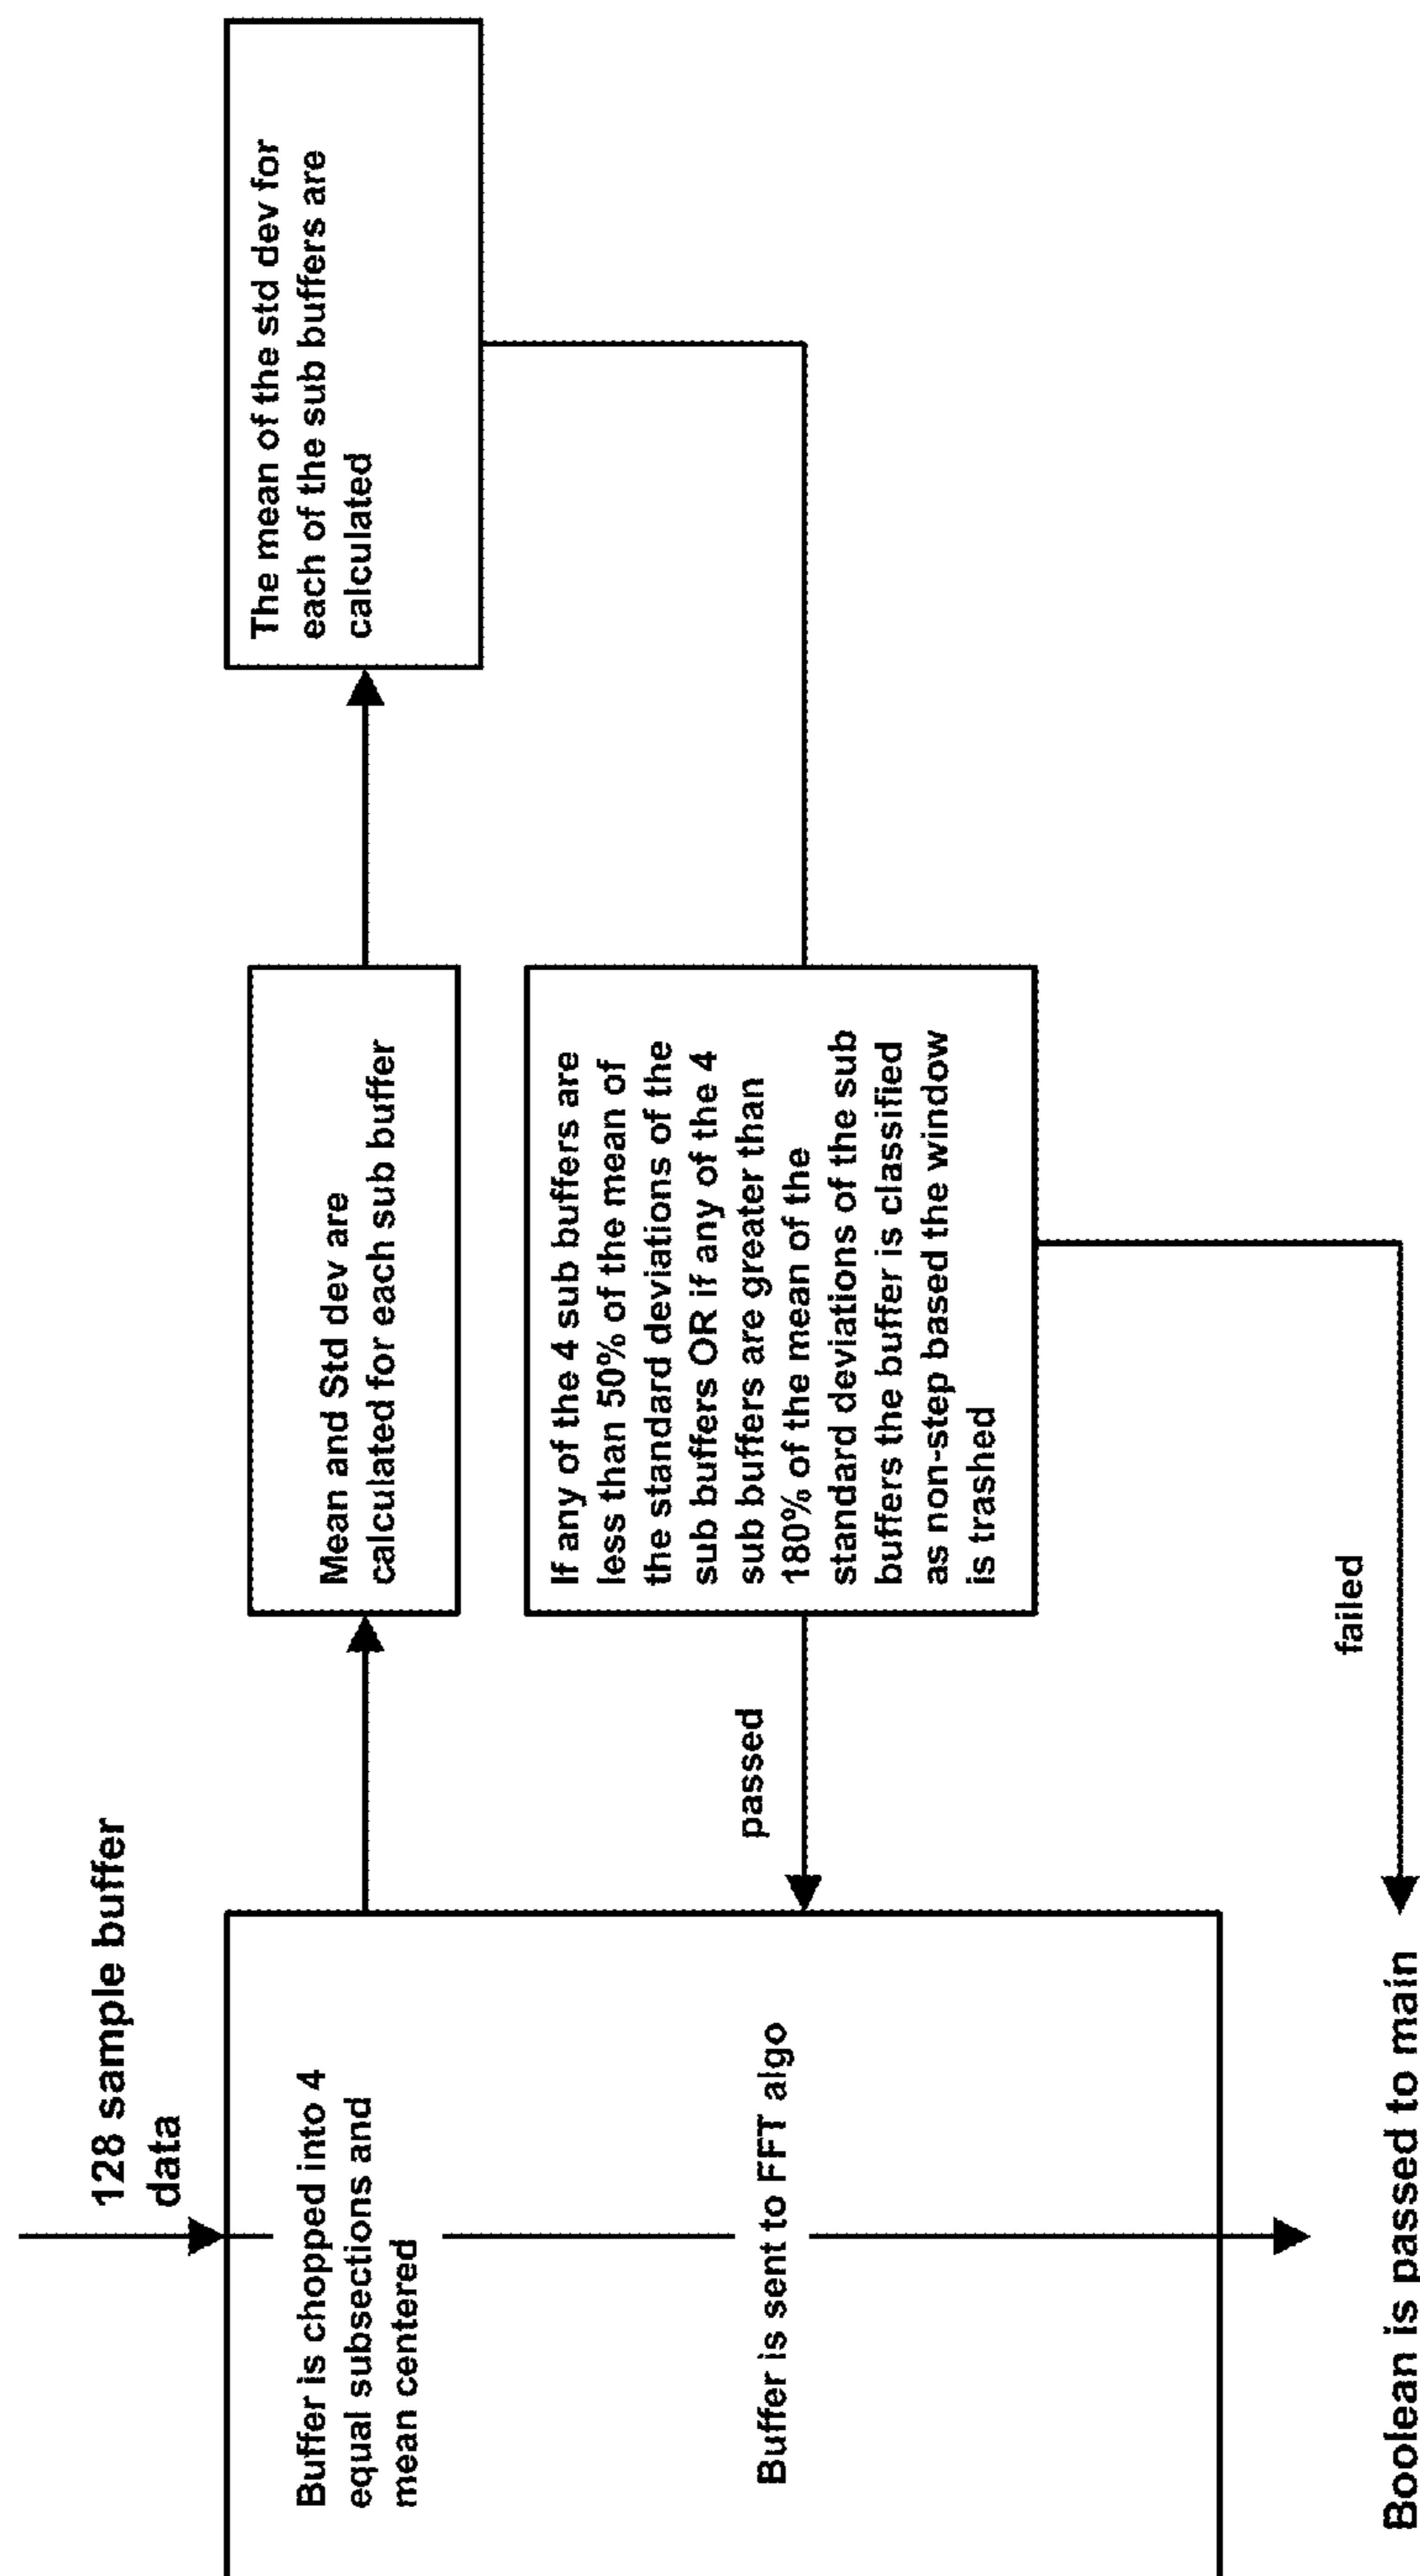 128 sample buffer
data
Buffer is chopped into 4
equal subsections and
mean centered
Mean and Std dev are
calculated for each sub buffer
The mean of the std dev for
each of the sub buffers are
calculated
If any of the 4 sub buffers are
less than 50% of the mean of
the standard deviations of the
sub buffers OR if any of the 4
sub buffers are greater than
180% of the mean of the
standard deviations of the sub
buffers the buffer is classified
as non-step based the window
is trashed
passed
Buffer is sent to FFT algo
failed
Boolean is passed to main